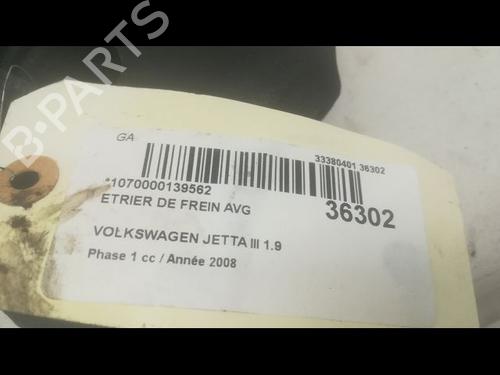 B-PARTS
GA
33380401 36302
*1070000139562
ETRIER DE FREIN AVG
36302
VOLKSWAGEN JETTA III 1.9
Phase 1 cc / Année 2008